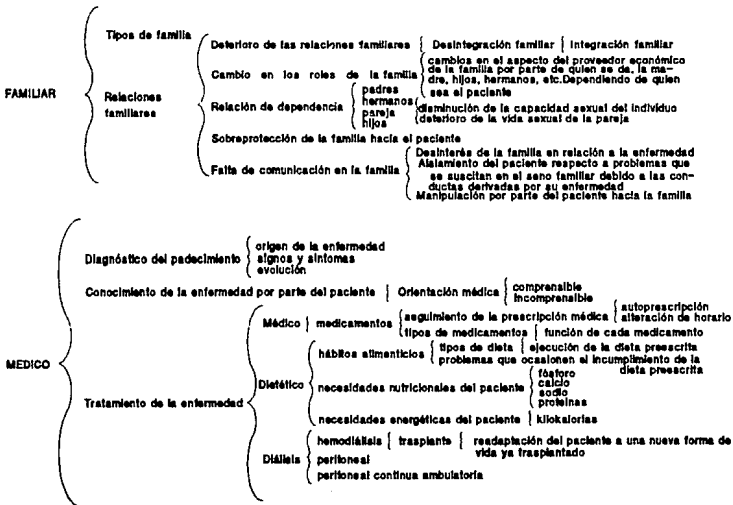 FAMILIAR
Tipos de familia
Relaciones
familiares
Deterioro de las relaciones familiares
Desintegración familiar
Integración familiar
Cambio en los roles de la familia
cambios en el aspecto del proveedor económico
de la familia por parte de quien se da, la ma-
dre, hijos, hermanos, etc.Dependiendo de quien
sea el paciente
Relación de dependencia
padres
hermanos
pareja
hijos
disminución de la capacidad sexual del individuo
deterioro de la vida sexual de la pareja
Sobreprotección de la familia hacia el paciente
Falta de comunicación en la familia
Desinterés de la familia en relación a la enfermedad
Aislamiento del paciente respecto a problemas que
se suscitan en el seno familiar debido a las con-
ductas derivadas por su enfermedad
Manipulación por parte del paciente hacia la familia
MEDICO
Diagnóstico del padecimiento
origen de la enfermedad
signos y síntomas
evolución
Conocimiento de la enfermedad por parte del paciente
Orientación médica
comprensible
incomprensible
Tratamiento de la enfermedad
Médico
medicamentos
seguimiento de la prescripción médica
autoprescripción
alteración de horario
tipos de medicamentos
función de cada medicamento
Dietético
hábitos alimenticios
tipos de dieta
ejecución de la dieta preescrita
problemas que ocasionen el incumplimiento de la
dieta preescrita
necesidades nutricionales del paciente
fósforo
calcio
sodio
proteínas
necesidades energéticas del paciente
kilokalorías
Diálisis
hemodiálisis
trasplante
readaptación del paciente a una nueva forma de
vida ya trasplantado
peritoneal
peritoneal continua ambulatoria